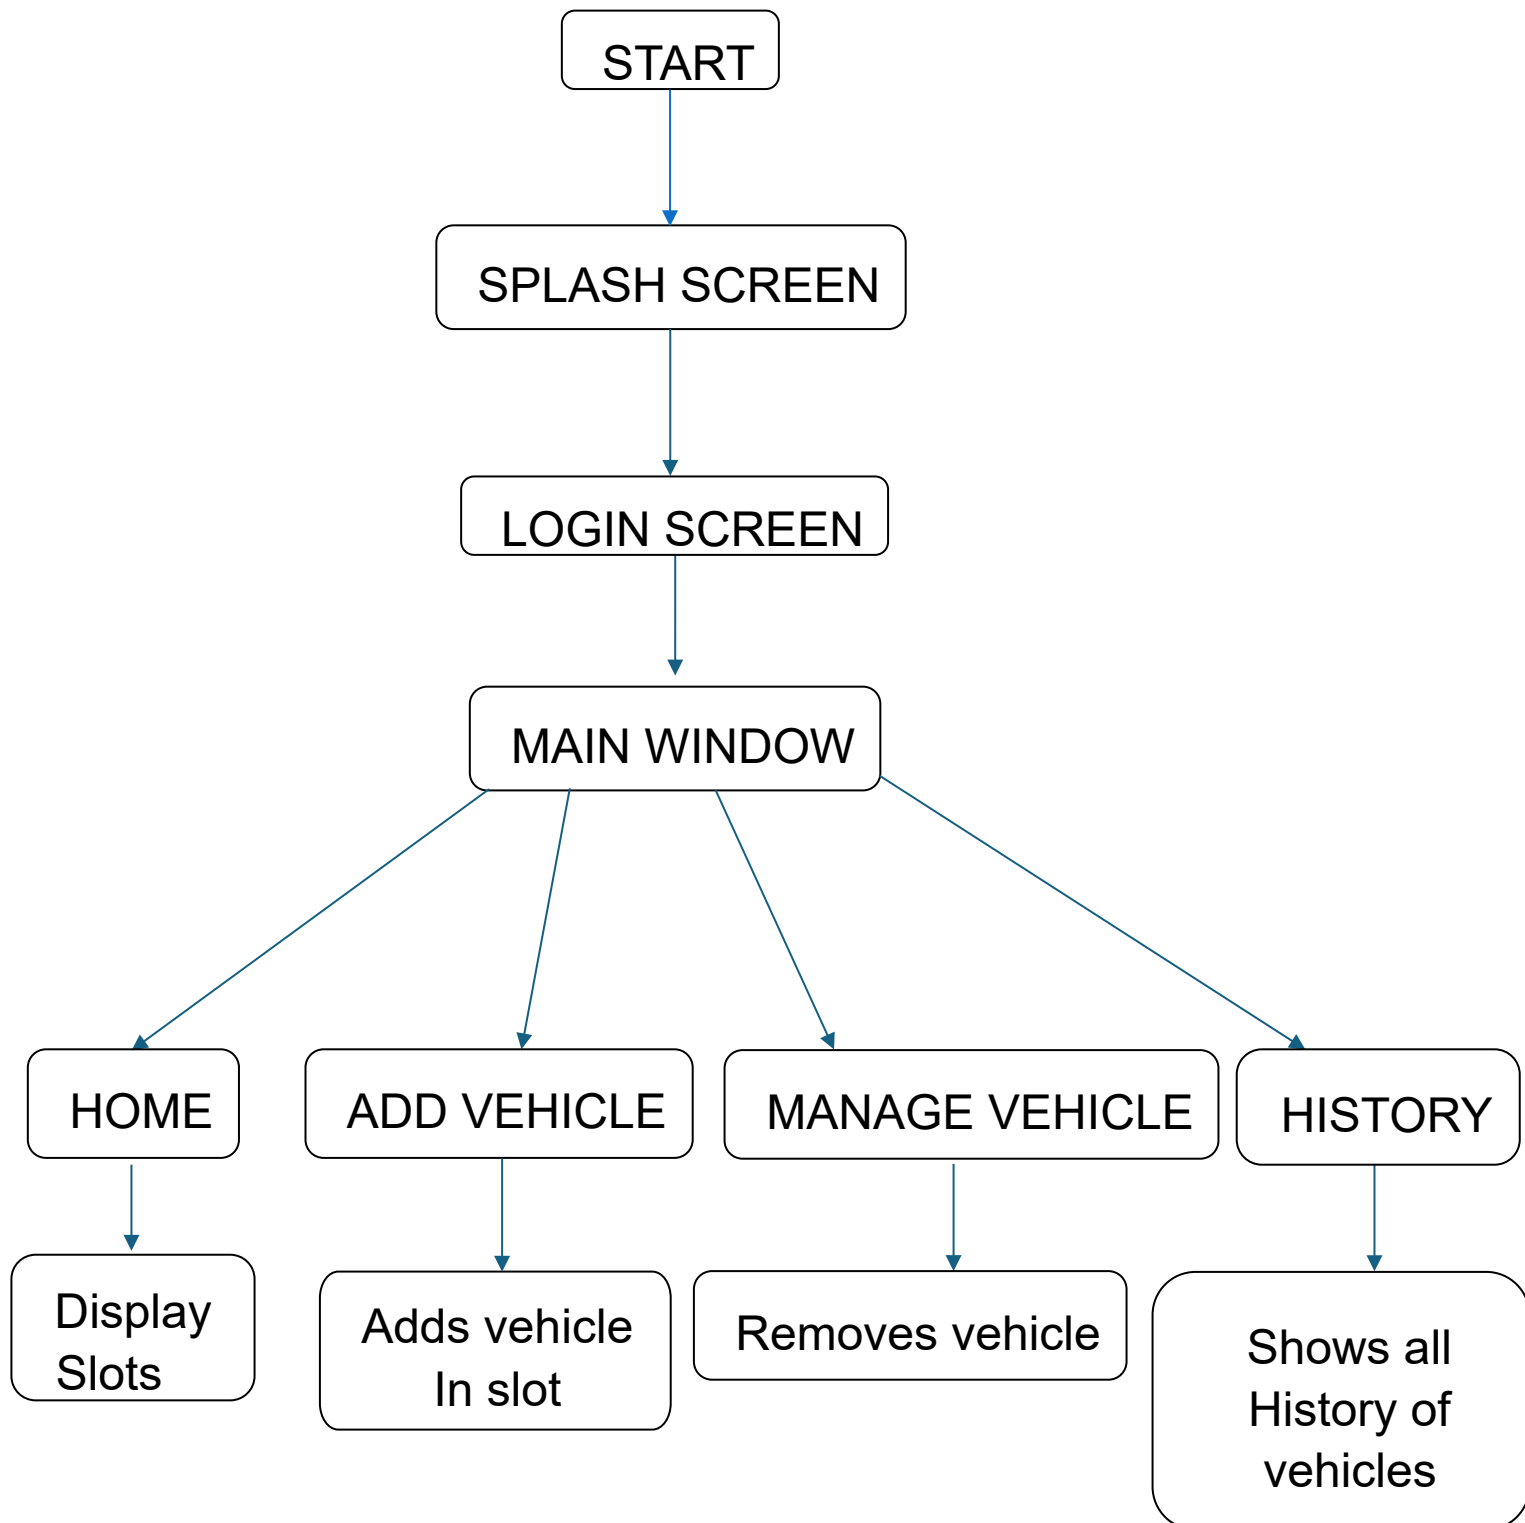 START
SPLASH SCREEN
LOGIN SCREEN
MAIN WINDOW
HOME
ADD VEHICLE
MANAGE VEHICLE
HISTORY
Display
Slots
Adds vehicle
In slot
Removes vehicle
Shows all
History of
vehicles